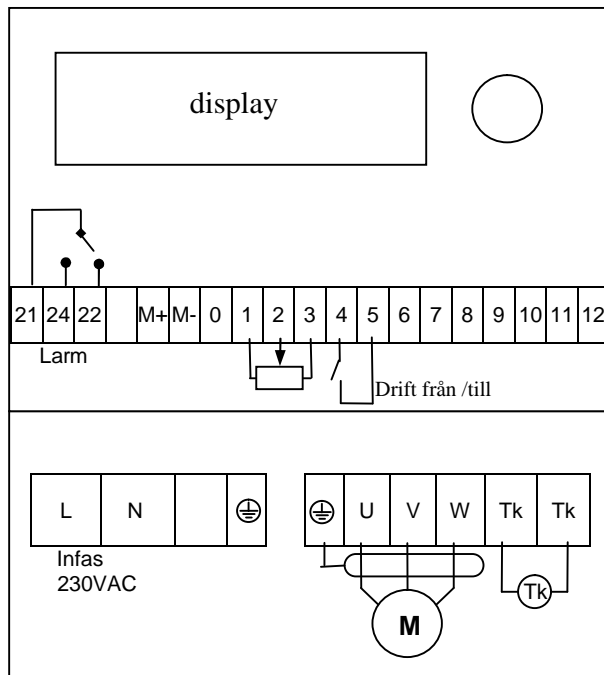 display
21 24 22 M+ M- 0 1 2 3 4 5 6 7 8 9 10 11 12
Larm
Drift från /till
L N U V W Tk Tk
Infas
230VAC
Tk
M